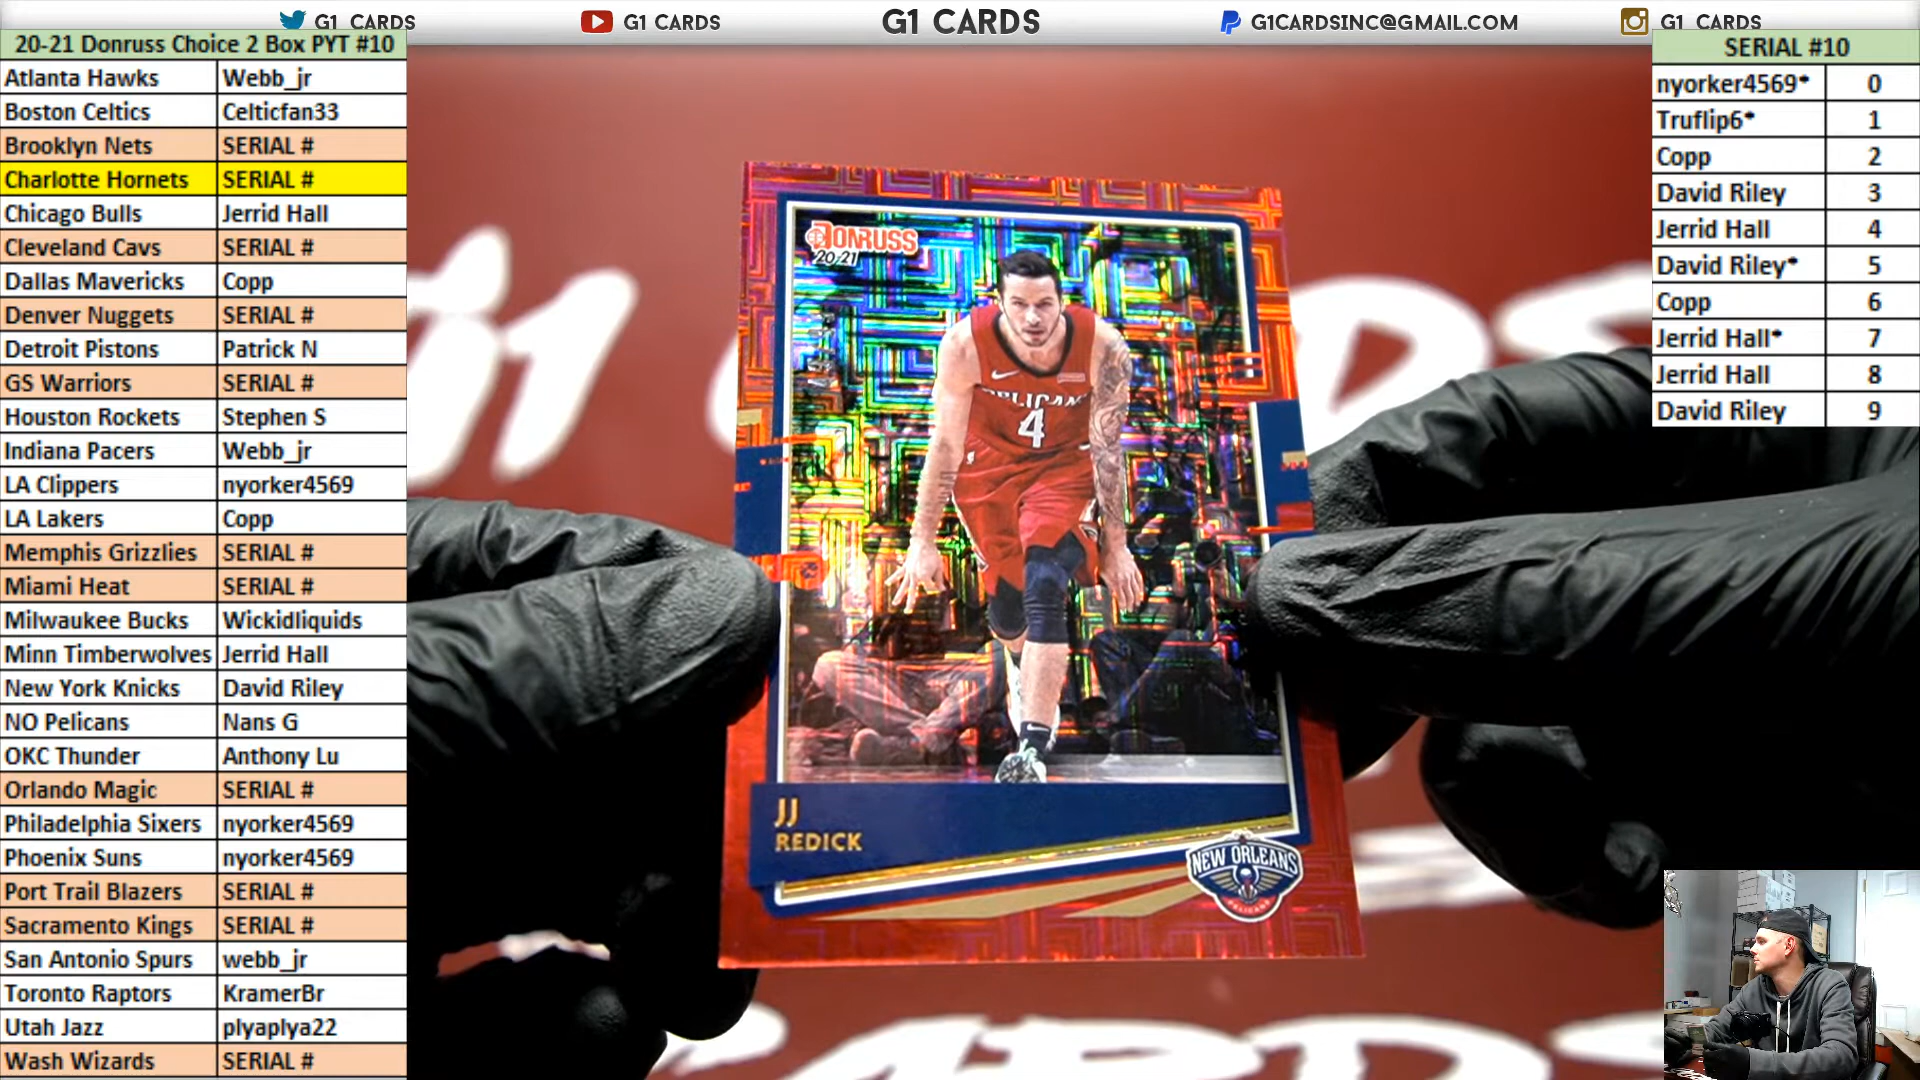 G1_CARDS
G1 CARDS
G1 CARDS
G1CARDSINC@GMAIL.COM
G1_CARDS
20-21 Donruss Choice 2 Box PYT #10
Atlanta Hawks Webb_jr
Boston Celtics Celticfan33
Brooklyn Nets SERIAL #
Charlotte Hornets SERIAL #
Chicago Bulls Jerrid Hall
Cleveland Cavs SERIAL #
Dallas Mavericks Copp
Denver Nuggets SERIAL #
Detroit Pistons Patrick N
GS Warriors SERIAL #
Houston Rockets Stephen S
Indiana Pacers Webb_jr
LA Clippers nyorker4569
LA Lakers Copp
Memphis Grizzlies SERIAL #
Miami Heat SERIAL #
Milwaukee Bucks Wickidliquids
Minn Timberwolves Jerrid Hall
New York Knicks David Riley
NO Pelicans Nans G
OKC Thunder Anthony Lu
Orlando Magic SERIAL #
Philadelphia Sixers nyorker4569
Phoenix Suns nyorker4569
Port Trail Blazers SERIAL #
Sacramento Kings SERIAL #
San Antonio Spurs webb_jr
Toronto Raptors KramerBr
Utah Jazz plyaplya22
Wash Wizards SERIAL #
DONRUSS
20-21
4
JJ
REDICK
NEW ORLEANS
PELICANS
SERIAL #10
nyorker4569* 0
Truflip6* 1
Copp 2
David Riley 3
Jerrid Hall 4
David Riley* 5
Copp 6
Jerrid Hall* 7
Jerrid Hall 8
David Riley 9